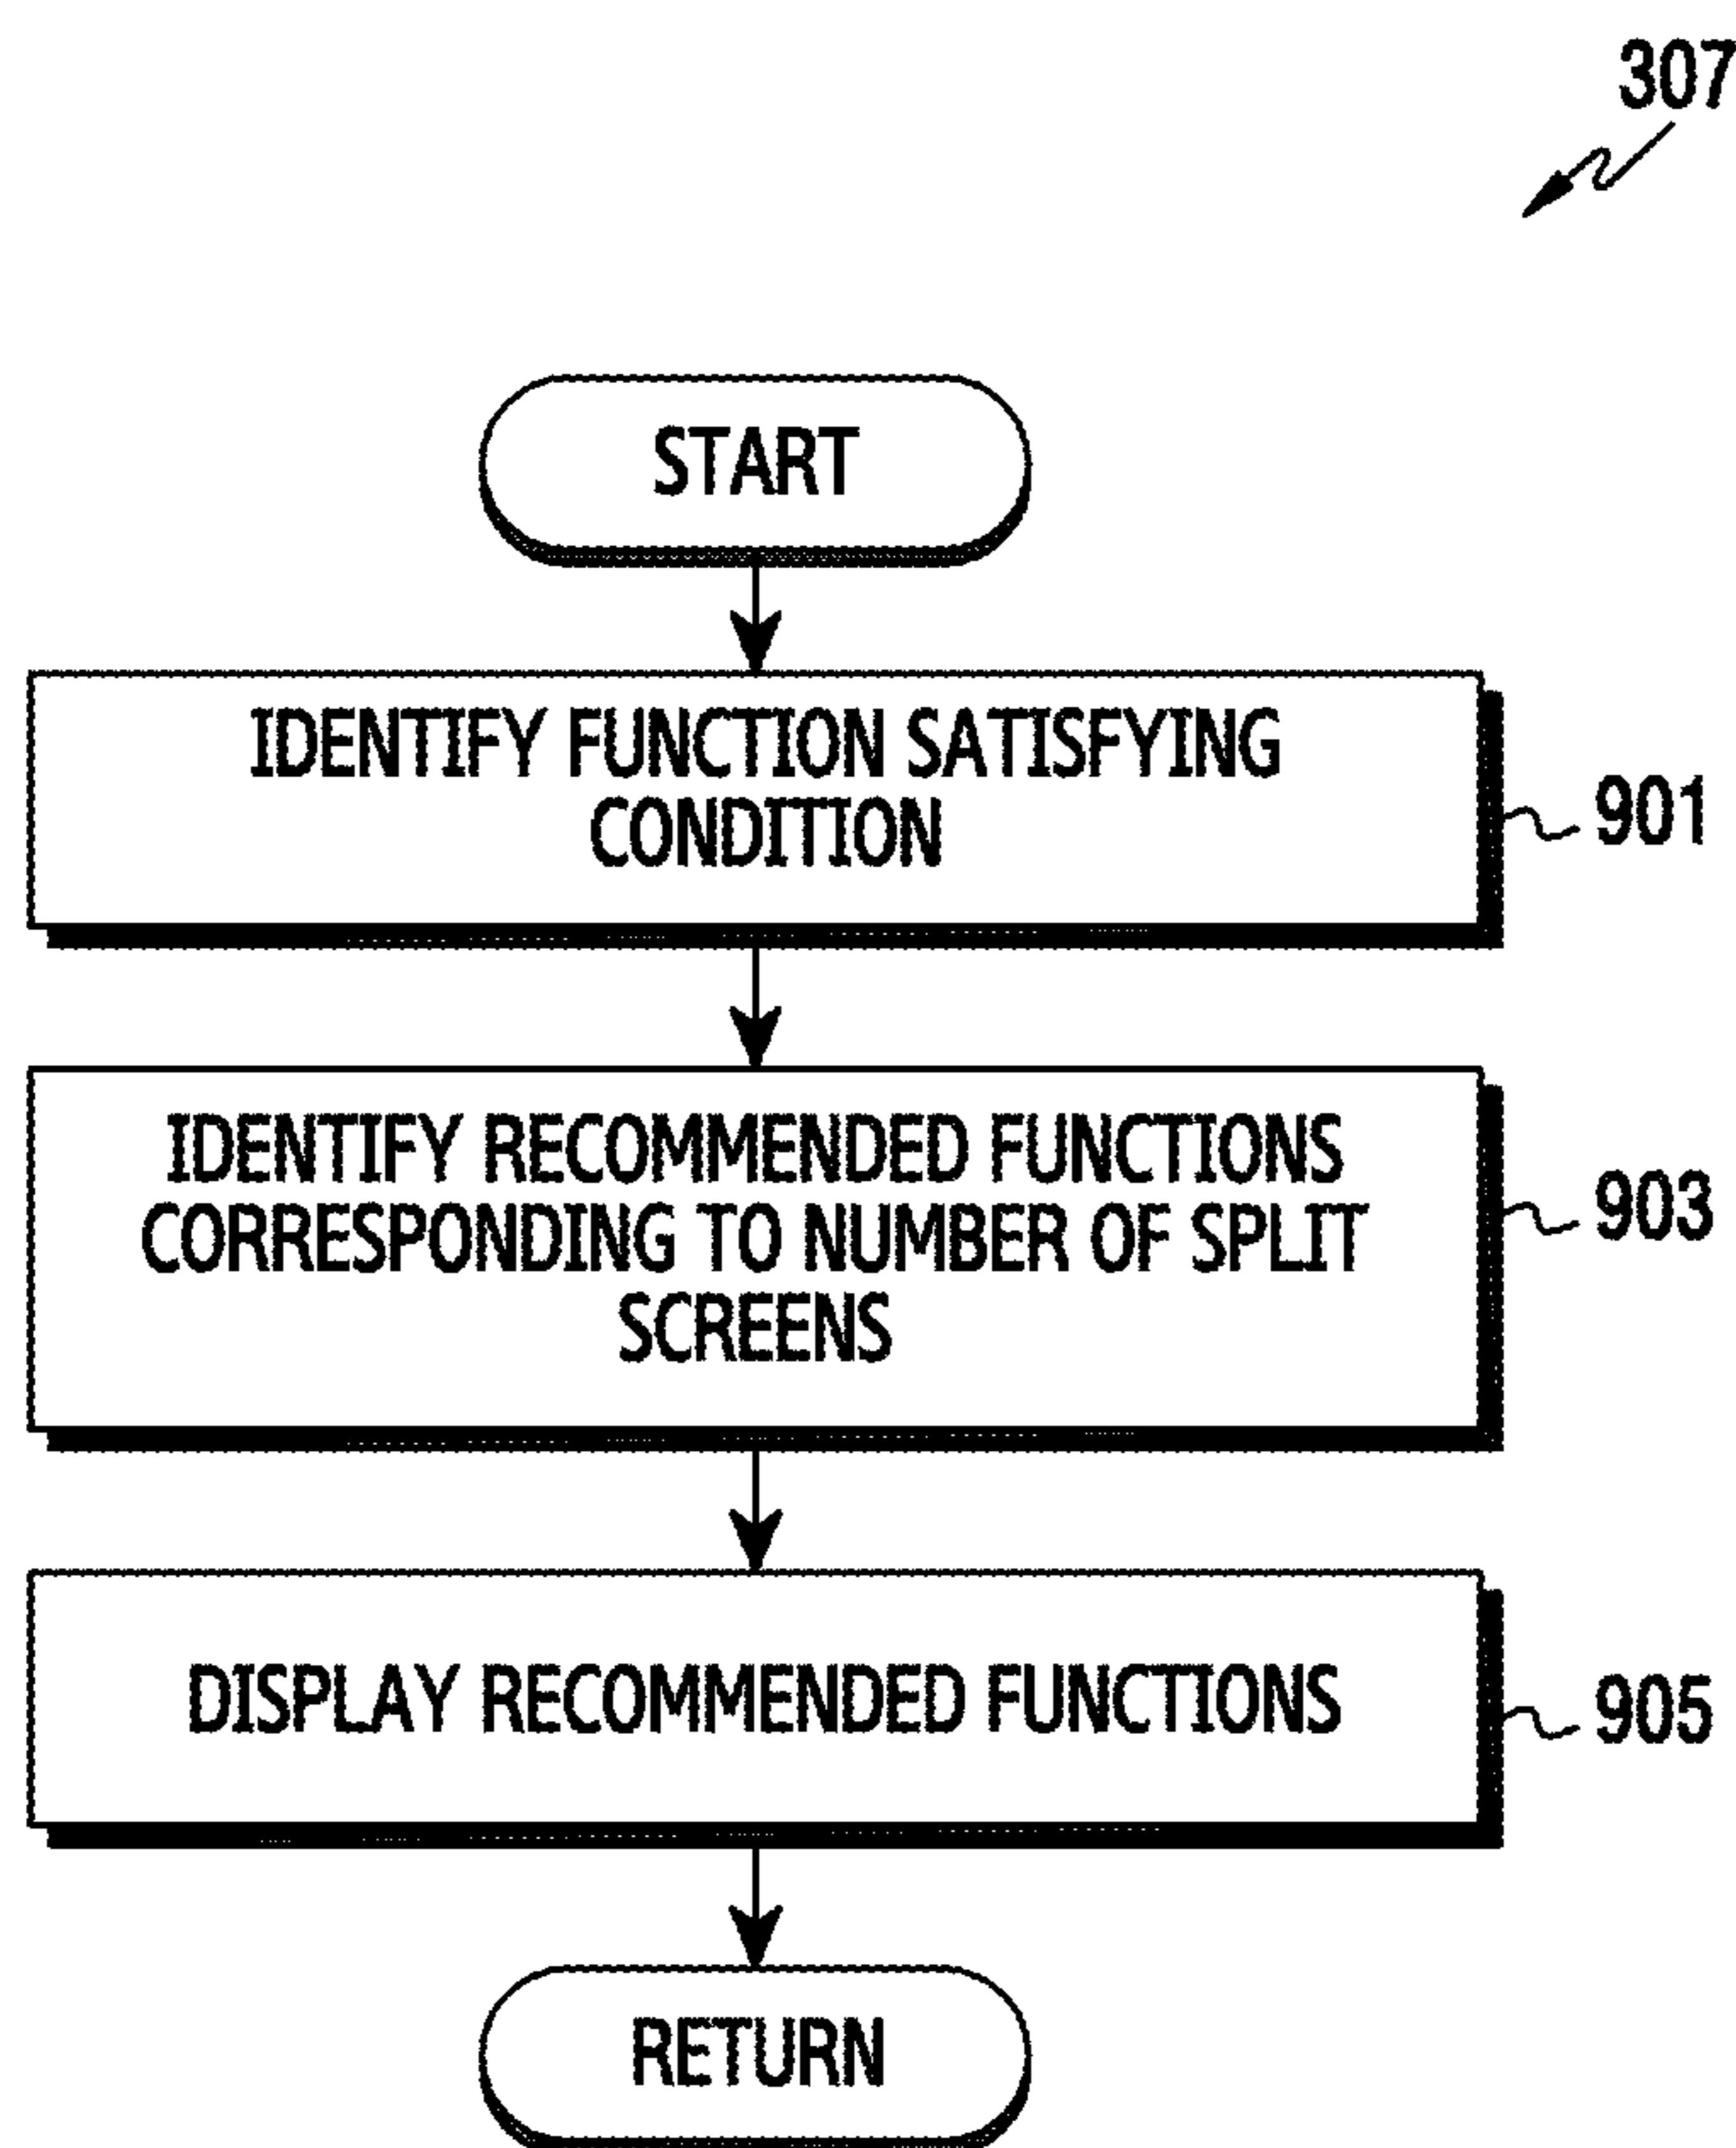 307
START
IDENTIFY FUNCTION SATISFYING
CONDITION
901
IDENTIFY RECOMMENDED FUNCTIONS
CORRESPONDING TO NUMBER OF SPLIT
SCREENS
903
DISPLAY RECOMMENDED FUNCTIONS
905
RETURN